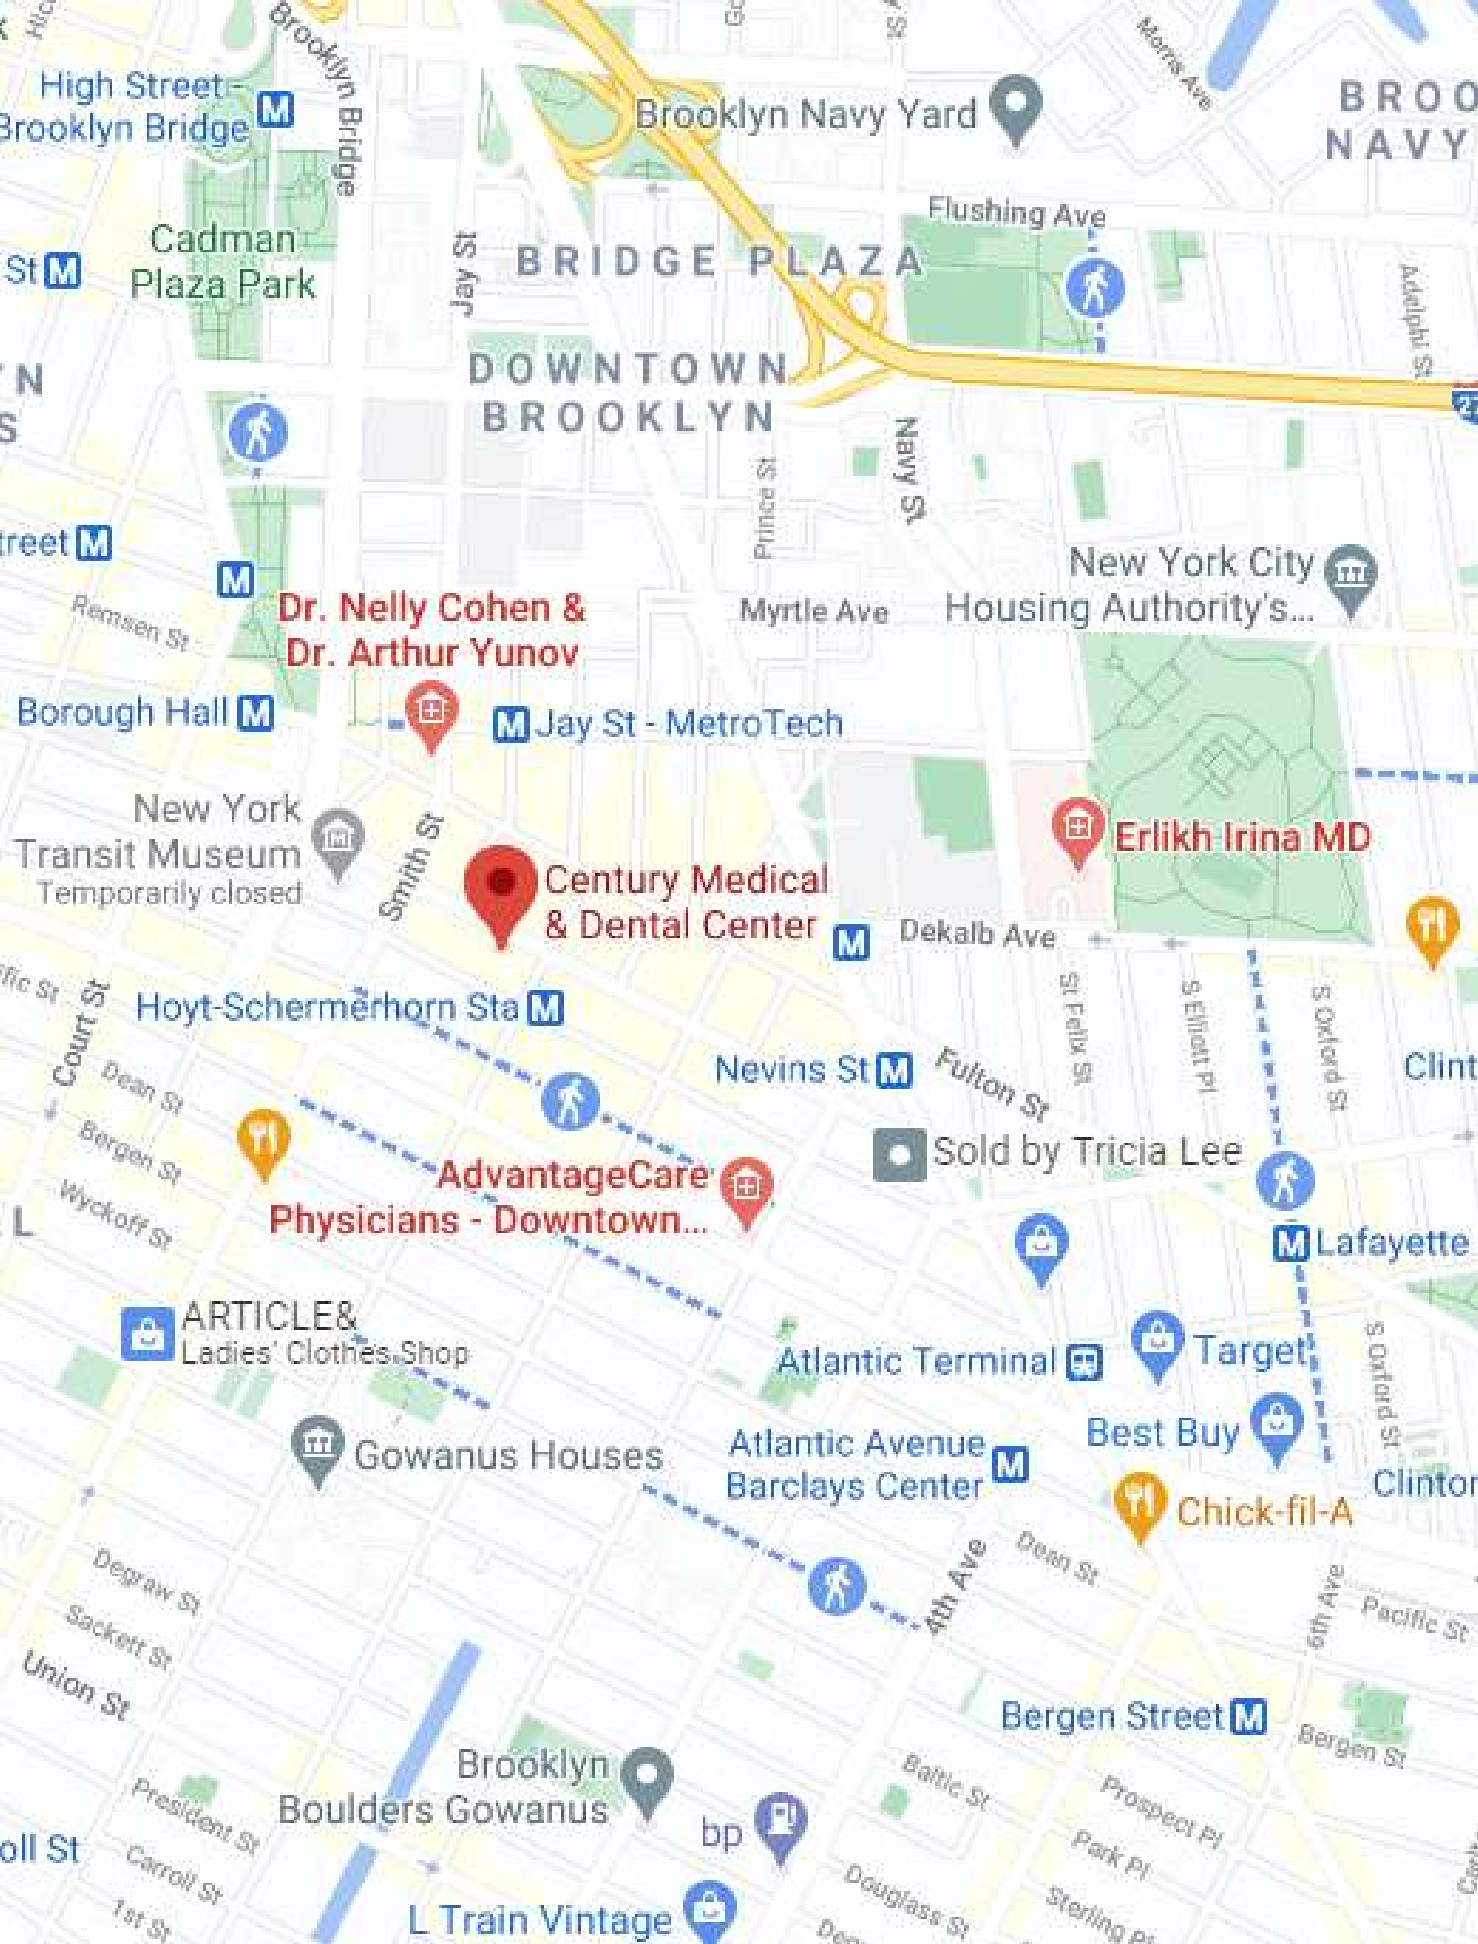 Brooklyn Bridge
High Street -
Brooklyn Bridge
Morris Ave
Brooklyn Navy Yard
Flushing Ave
Cadman
Plaza Park
St
Jay St
BRIDGE PLAZA
Adelphi St
DOWNTOWN
BROOKLYN
Navy St
Prince St
New York City
Housing Authority's...
Remsen St
Dr. Nelly Cohen &
Dr. Arthur Yunov
Myrtle Ave
Borough Hall
Jay St - MetroTech
New York
Transit Museum
Temporarily closed
Smith St
Erlikh Irina MD
Century Medical
& Dental Center
Dekalb Ave
Court St
Hoyt-Schermerhorn Sta
St Felix St
S Elliott Pl
S Oxford St
Nevins St
Fulton St
Dean St
Bergen St
Sold by Tricia Lee
AdvantageCare
Physicians - Downtown...
Wyckoff St
Lafayette
ARTICLE&
Ladies' Clothes Shop
Atlantic Terminal
Target
S Oxford St
Gowanus Houses
Atlantic Avenue
Barclays Center
Best Buy
Chick-fil-A
Degraw St
4th Ave
Dean St
6th Ave
Pacific St
Sackett St
Union St
Bergen Street
Bergen St
Brooklyn
Boulders Gowanus
President St
Baltic St
Prospect Pl
bp
Park Pl
Carroll St
Douglass St
Sterling Pl
1st St
L Train Vintage